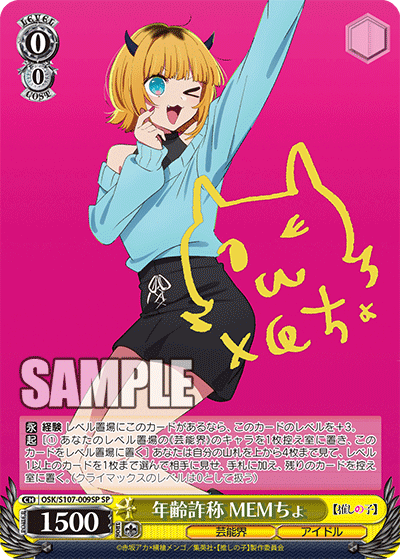 LEVEL
0
0
COST
メMちょ
SAMPLE
永 経験 レベル置場にこのカードがあるなら、このカードのレベルを＋3。
起 [① あなたのレベル置場の《芸能界》のキャラを1枚控え室に置き、このカードをレベル置場に置く] あなたは自分の山札を上から4枚まで見て、レベル1以上のカードを1枚まで選んで相手に見せ、手札に加え、残りのカードを控え室に置く。（クライマックスのレベルは0として扱う）
CH OSK/S107-009SP SP
1500
年齢詐称 MEMちょ
【推しの子】
芸能界
アイドル
©赤坂アカ×横槍メンゴ／集英社・【推しの子】製作委員会